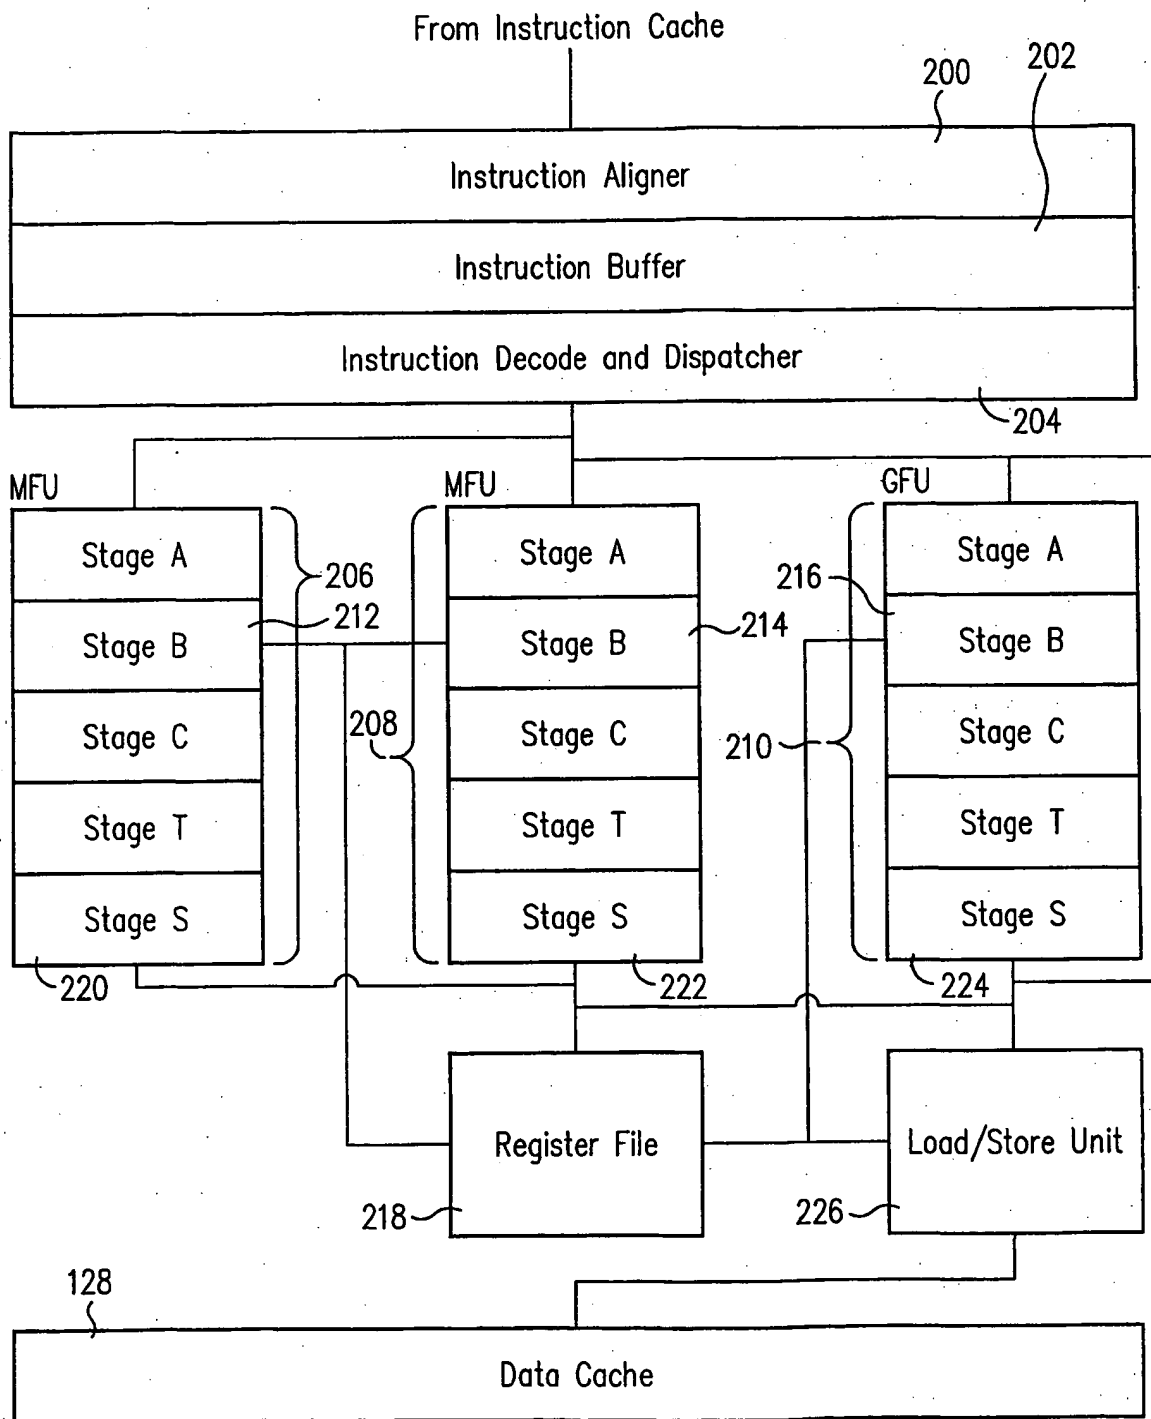 From Instruction Cache
200
202
Instruction Aligner
Instruction Buffer
Instruction Decode and Dispatcher
204
MFU
MFU
GFU
Stage A
Stage B
Stage C
Stage T
Stage S
206
212
220
Stage A
Stage B
Stage C
Stage T
Stage S
208
214
222
Stage A
Stage B
Stage C
Stage T
Stage S
216
210
224
Register File
218
Load/Store Unit
226
128
Data Cache